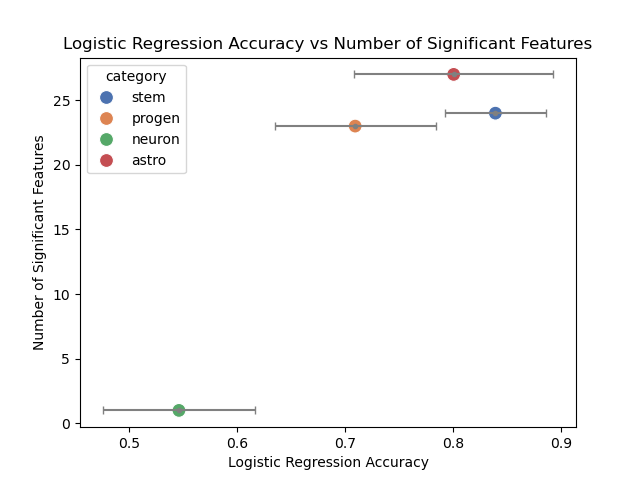 Logistic Regression Accuracy vs Number of Significant Features
category
stem
progen
neuron
astro
Number of Significant Features
25
20
15
10
5
0
0.5 0.6 0.7 0.8 0.9
Logistic Regression Accuracy